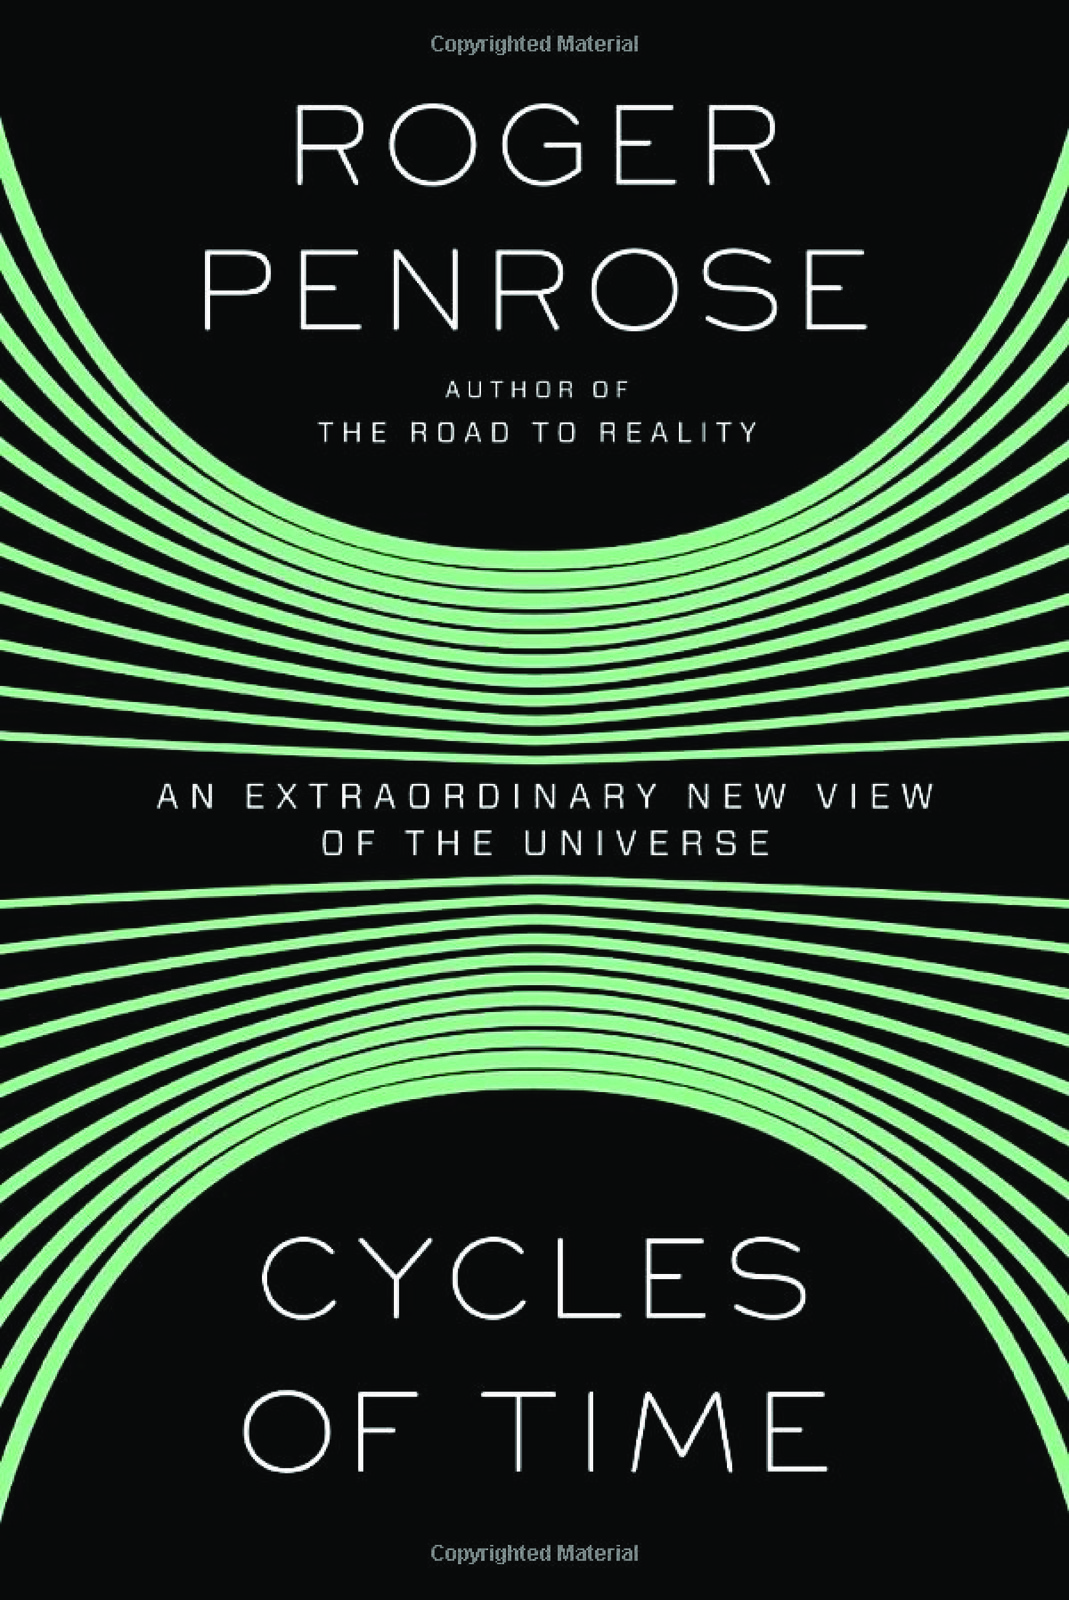 Copyrighted Material
ROGER
PENROSE
AUTHOR OF
THE ROAD TO REALITY
AN EXTRAORDINARY NEW VIEW
OF THE UNIVERSE
CYCLES
OF TIME
Copyrighted Material